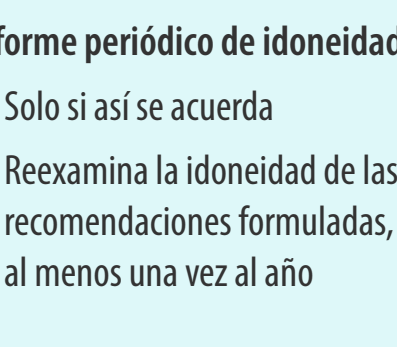 forme periódico de idoneidad
Solo si así se acuerda
Reexamina la idoneidad de las
recomendaciones formuladas,
al menos una vez al año